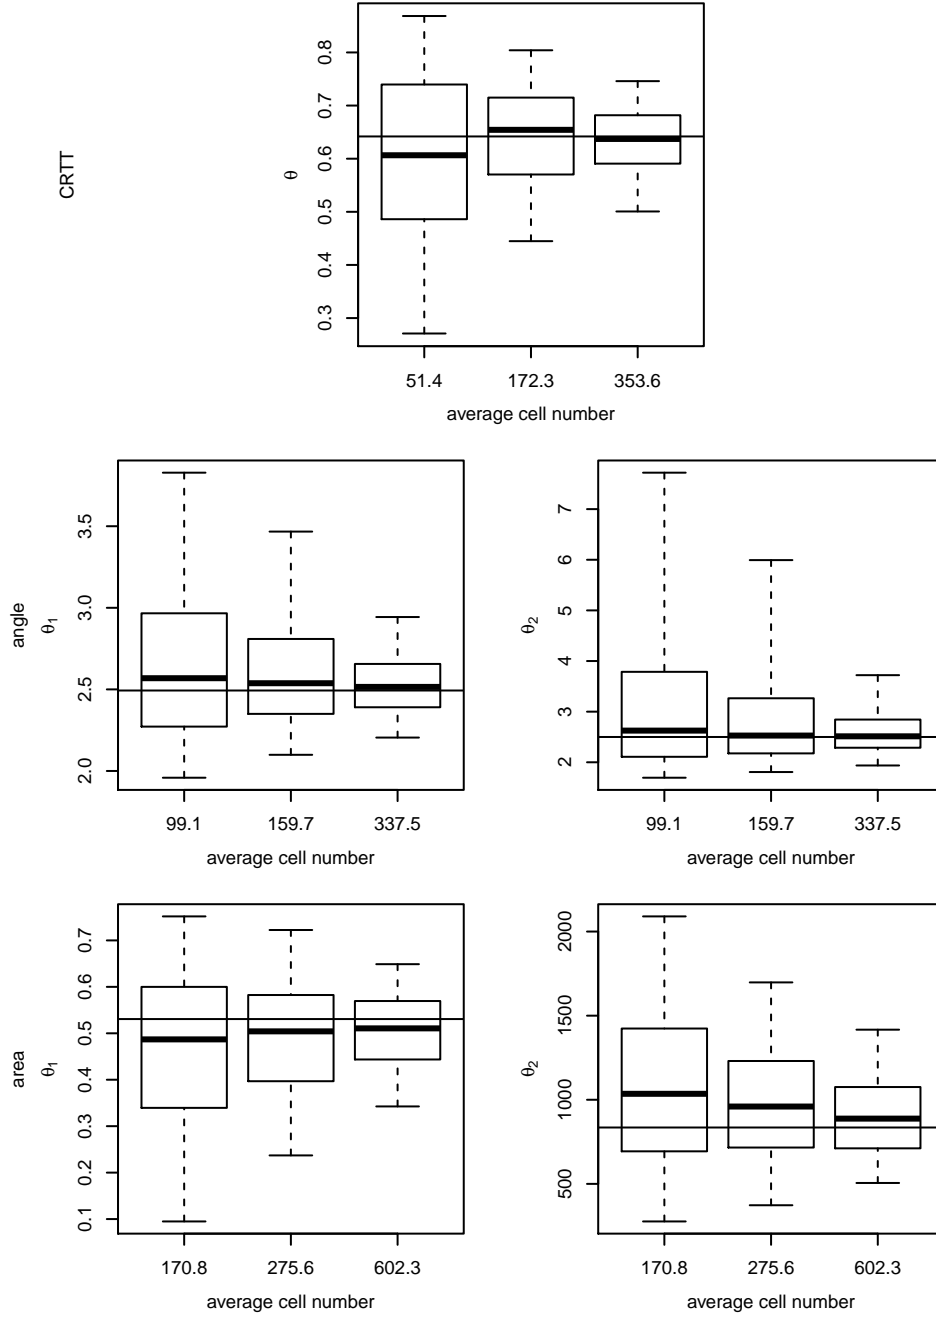 CRTT
θ
0.8
0.7
0.6
0.5
0.4
0.3
51.4 172.3 353.6
average cell number
angle
θ1
3.5
3.0
2.5
2.0
99.1 159.7 337.5
average cell number
θ2
7
6
5
4
3
2
99.1 159.7 337.5
average cell number
area
θ1
0.7
0.6
0.5
0.4
0.3
0.2
0.1
170.8 275.6 602.3
average cell number
θ2
2000
1500
1000
500
170.8 275.6 602.3
average cell number